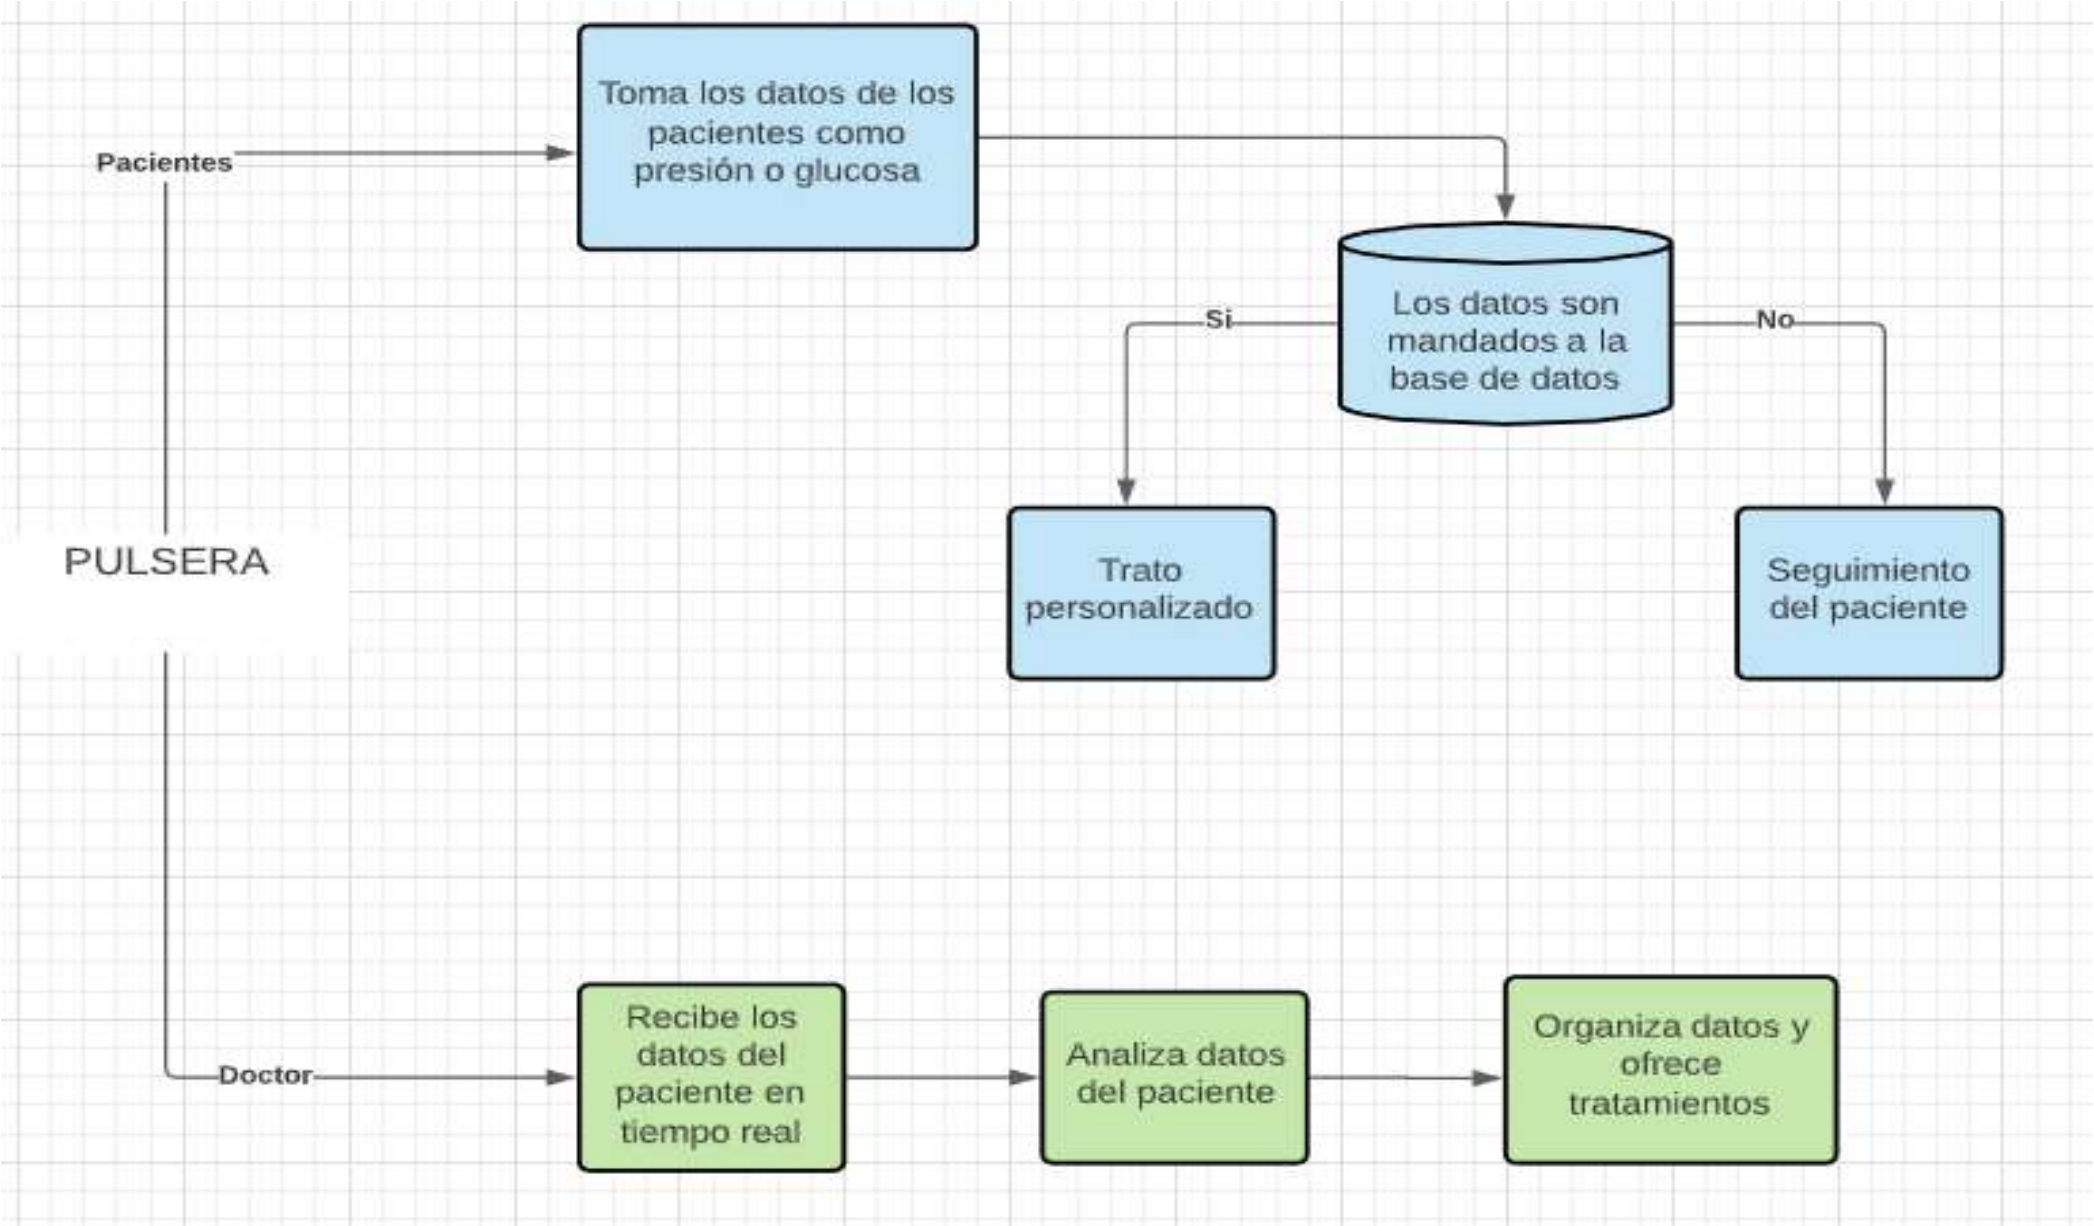 Toma los datos de los
pacientes como
presión o glucosa
Pacientes
Los datos son
mandados a la
base de datos
Si
No
Trato
personalizado
Seguimiento
del paciente
PULSERA
Doctor
Recibe los
datos del
paciente en
tiempo real
Analiza datos
del paciente
Organiza datos y
ofrece
tratamientos